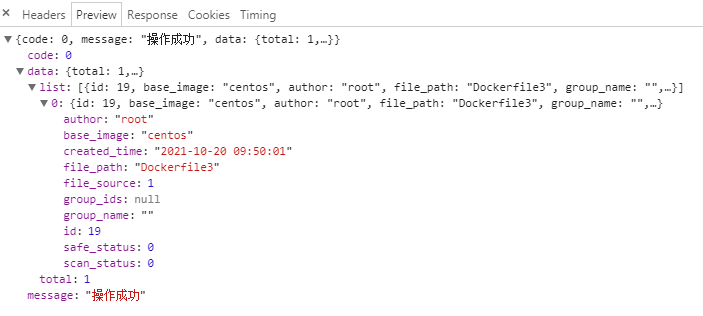 × Headers Preview Response Cookies Timing
▼{code: 0, message: "操作成功", data: {total: 1,…}}
code: 0
▼data: {total: 1,…}
▼list: [{id: 19, base_image: "centos", author: "root", file_path: "Dockerfile3", group_name: "",…}]
▼0: {id: 19, base_image: "centos", author: "root", file_path: "Dockerfile3", group_name: "",…}
author: "root"
base_image: "centos"
created_time: "2021-10-20 09:50:01"
file_path: "Dockerfile3"
file_source: 1
group_ids: null
group_name: ""
id: 19
safe_status: 0
scan_status: 0
total: 1
message: "操作成功"